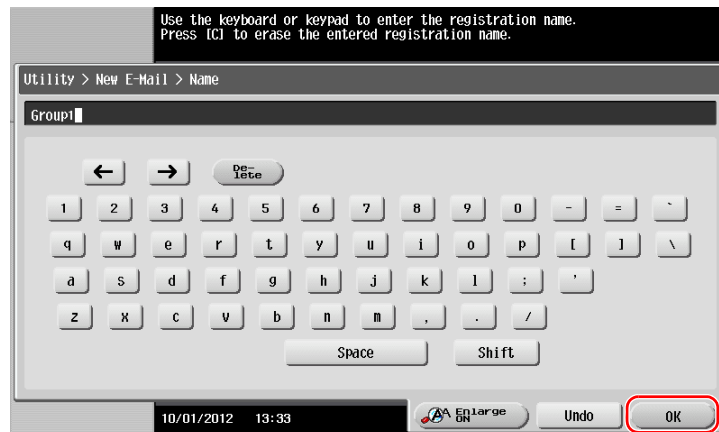 Use the keyboard or keypad to enter the registration name.
Press [C] to erase the entered registration name.
Utility > New E-Mail > Name
Group1
← → De-lete
1 2 3 4 5 6 7 8 9 0 - = `
q w e r t y u i o p [ ] \
a s d f g h j k l ; '
z x c v b n m , . /
Space Shift
10/01/2012 13:33 AA Enlarge ON Undo OK